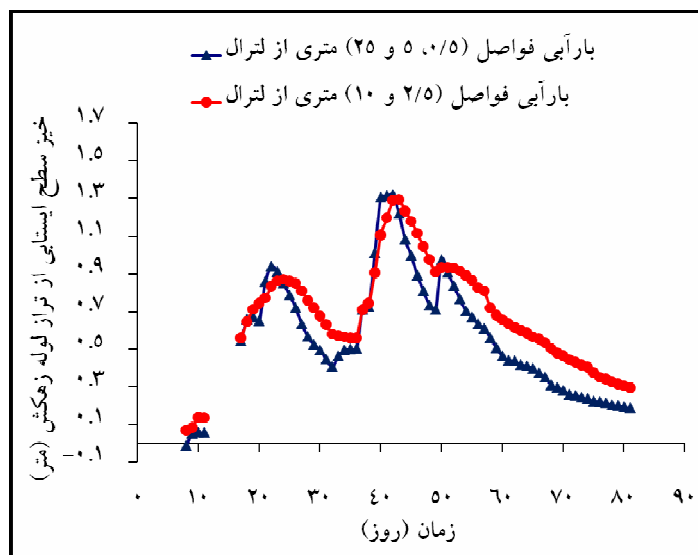 بارآبی فواصل (۰/۵، ۵ و ۲۵) متری از لترال
بارآبی فواصل (۲/۵ و ۱۰) متری از لترال
خیز سطح ایستابی از تراز لوله زهکش (متر)
۱.۷
۱.۵
۱.۳
۱.۱
۰.۹
۰.۷
۰.۵
۰.۳
۰.۱
-۰.۱
۰ ۱۰ ۲۰ ۳۰ ۴۰ ۵۰ ۶۰ ۷۰ ۸۰ ۹۰
زمان (روز)